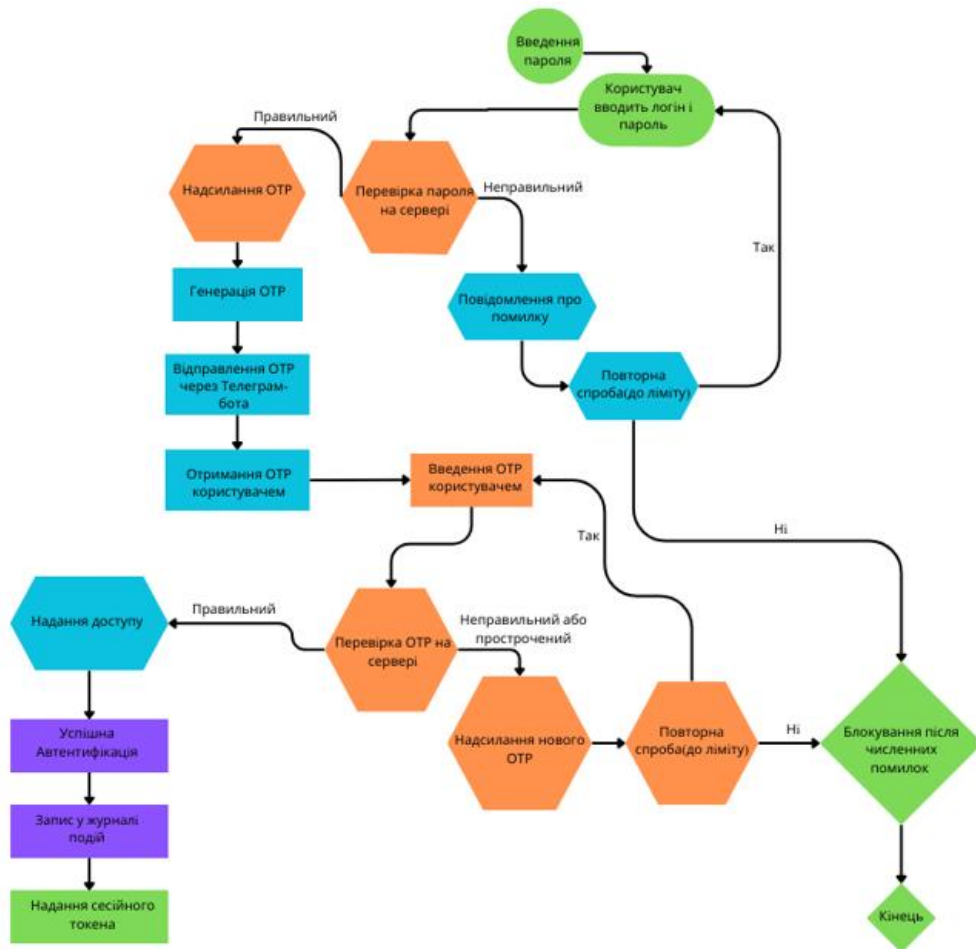 Введення
пароля
Користувач
вводить логін і
пароль
Правильний
Надсилання OTP
Перевірка пароля
на сервері
Неправильний
Так
Генерація OTP
Повідомлення про
помилку
Відправлення OTP
через Телеграм-
бота
Повторна
спроба(до ліміту)
Отримання OTP
користувачем
Введення OTP
користувачем
Ні
Так
Надання доступу
Правильний
Перевірка OTP на
сервері
Неправильний або
прострочений
Надсилання нового
OTP
Повторна
спроба(до ліміту)
Ні
Блокування після
численних
помилок
Успішна
Автентифікація
Запис у журналі
подій
Надання сесійного
токена
Кінець